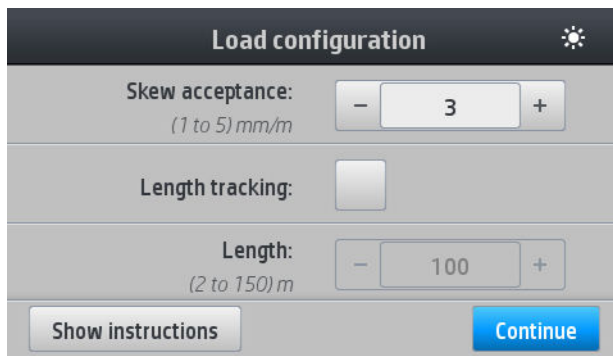 Load configuration
Skew acceptance:
− 3 +
(1 to 5) mm/m
Length tracking:
Length:
− 100 +
(2 to 150) m
Show instructions Continue